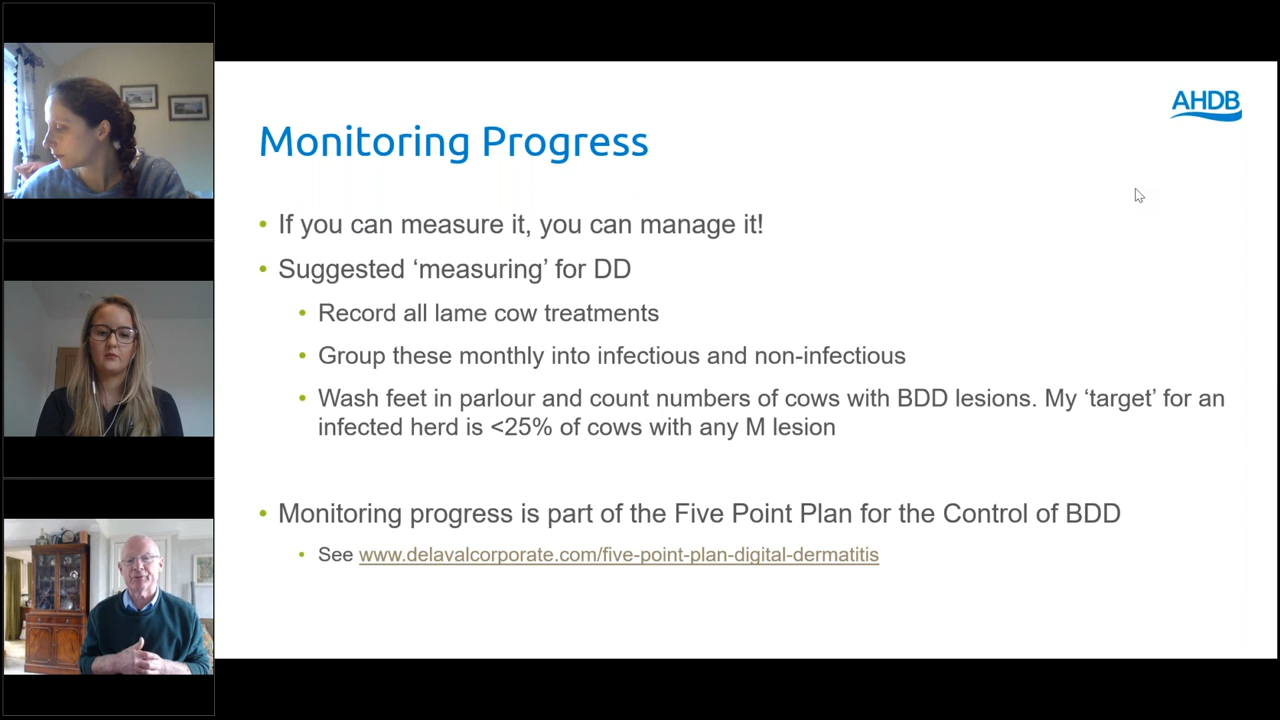 AHDB
Monitoring Progress
• If you can measure it, you can manage it!
• Suggested ‘measuring’ for DD
• Record all lame cow treatments
• Group these monthly into infectious and non-infectious
• Wash feet in parlour and count numbers of cows with BDD lesions. My ‘target’ for an
infected herd is <25% of cows with any M lesion
• Monitoring progress is part of the Five Point Plan for the Control of BDD
• See www.delavalcorporate.com/five-point-plan-digital-dermatitis